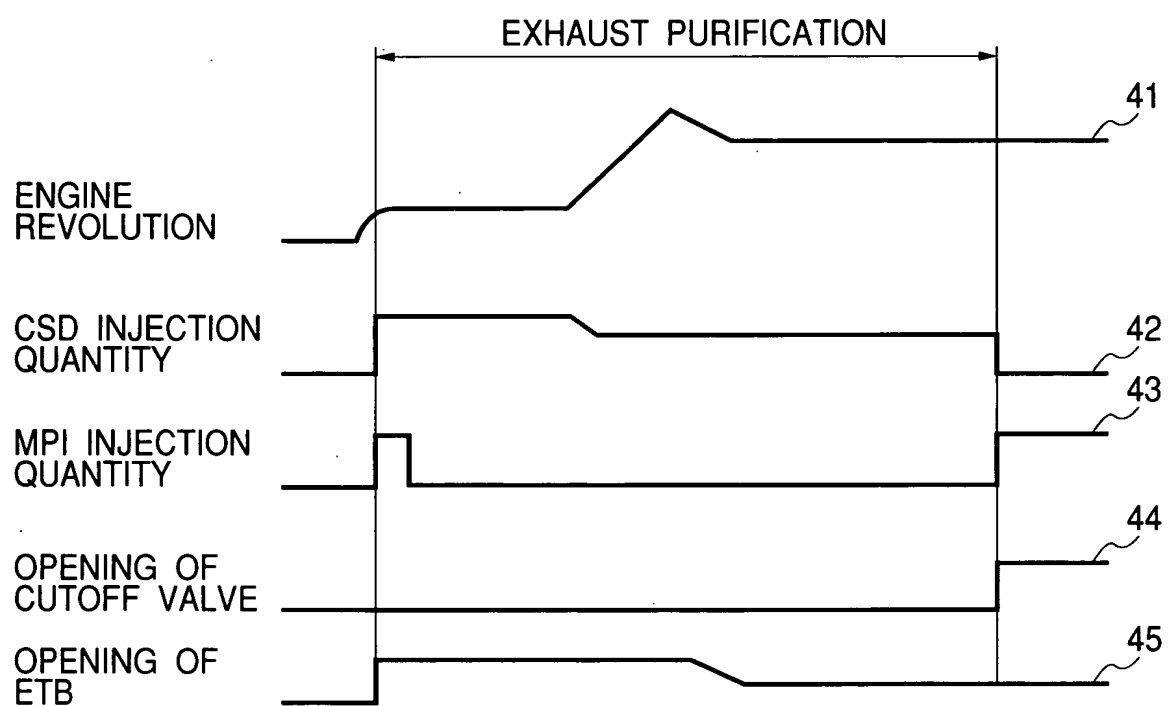 EXHAUST PURIFICATION
41
ENGINE
REVOLUTION
CSD INJECTION
QUANTITY
42
43
MPI INJECTION
QUANTITY
44
OPENING OF
CUTOFF VALVE
OPENING OF
ETB
45